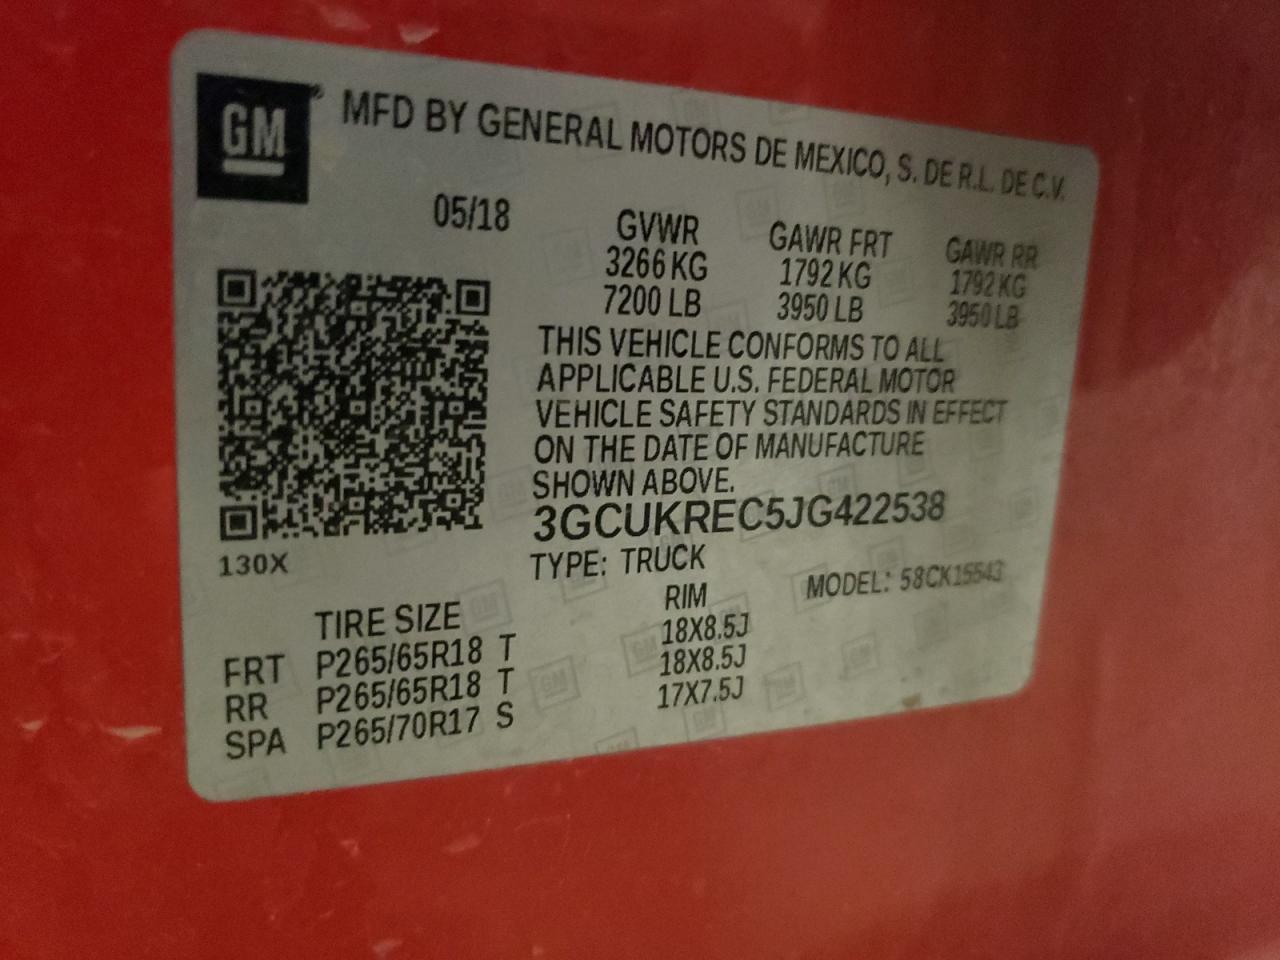 GM® MFD BY GENERAL MOTORS DE MEXICO, S. DE R.L. DE C.V.
05/18
GVWR GAWR FRT GAWR RR
3266 KG 1792 KG 1792 KG
7200 LB 3950 LB 3950 LB
THIS VEHICLE CONFORMS TO ALL
APPLICABLE U.S. FEDERAL MOTOR
VEHICLE SAFETY STANDARDS IN EFFECT
ON THE DATE OF MANUFACTURE
SHOWN ABOVE.
3GCUKREC5JG422538
130X
TYPE: TRUCK MODEL: 58CK15543
TIRE SIZE RIM
FRT P265/65R18 T 18X8.5J
RR P265/65R18 T 18X8.5J
SPA P265/70R17 S 17X7.5J